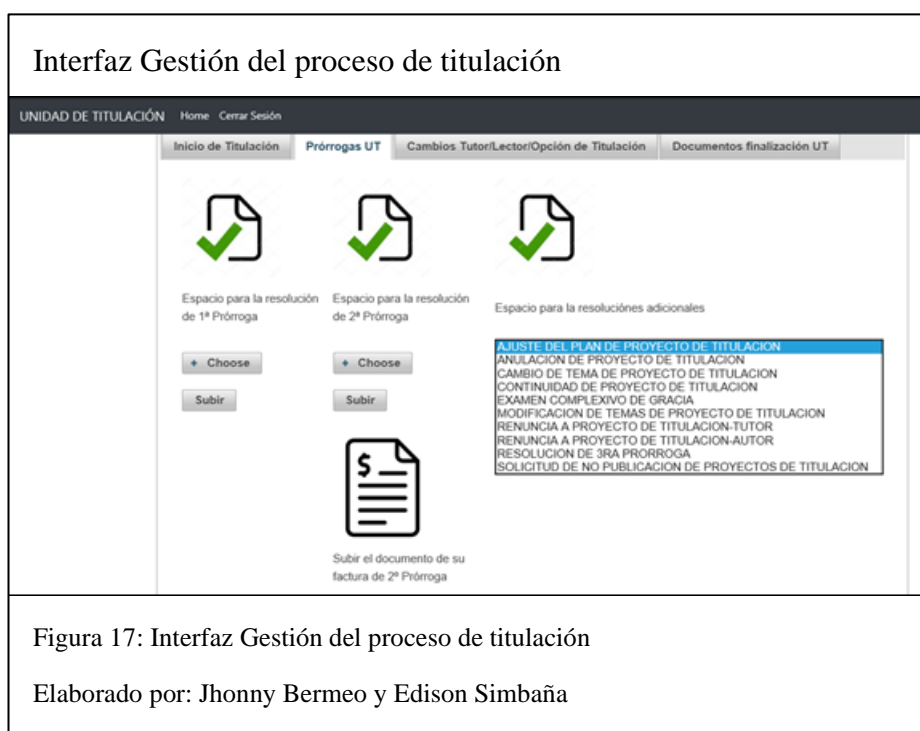 Interfaz Gestión del proceso de titulación
UNIDAD DE TITULACIÓN Home Cerrar Sesión
Inicio de Titulación Prórrogas UT Cambios Tutor/Lector/Opción de Titulación Documentos finalización UT
Espacio para la resolución
de 1ª Prórroga
+ Choose
Subir
Espacio para la resolución
de 2ª Prórroga
+ Choose
Subir
$
Subir el documento de su
factura de 2ª Prórroga
Espacio para la resoluciónes adicionales
AJUSTE DEL PLAN DE PROYECTO DE TITULACION
ANULACION DE PROYECTO DE TITULACION
CAMBIO DE TEMA DE PROYECTO DE TITULACION
CONTINUIDAD DE PROYECTO DE TITULACION
EXAMEN COMPLEXIVO DE GRACIA
MODIFICACION DE TEMAS DE PROYECTO DE TITULACION
RENUNCIA A PROYECTO DE TITULACION-TUTOR
RENUNCIA A PROYECTO DE TITULACION-AUTOR
RESOLUCION DE 3RA PRORROGA
SOLICITUD DE NO PUBLICACION DE PROYECTOS DE TITULACION
Figura 17: Interfaz Gestión del proceso de titulación
Elaborado por: Jhonny Bermeo y Edison Simbaña